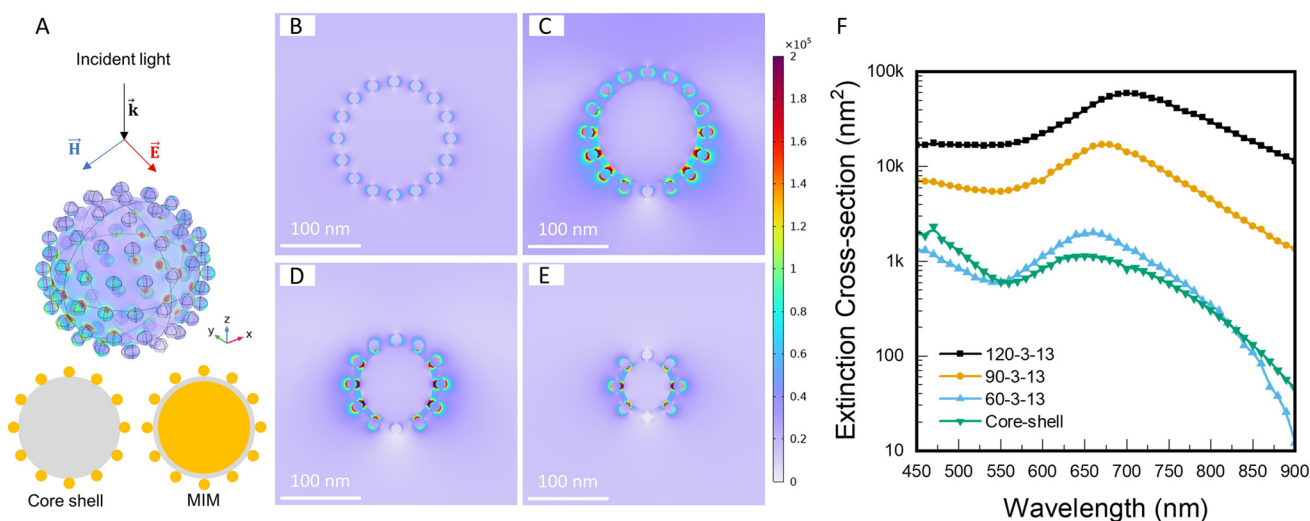 A
Incident light
k
H
E
z
y
x
Core shell
MIM
B
100 nm
C
100 nm
D
100 nm
E
100 nm
×10⁵
2
1.8
1.6
1.4
1.2
1
0.8
0.6
0.4
0.2
0
F
Extinction Cross-section (nm²)
100k
10k
1k
100
10
120-3-13
90-3-13
60-3-13
Core-shell
450 500 550 600 650 700 750 800 850 900
Wavelength (nm)